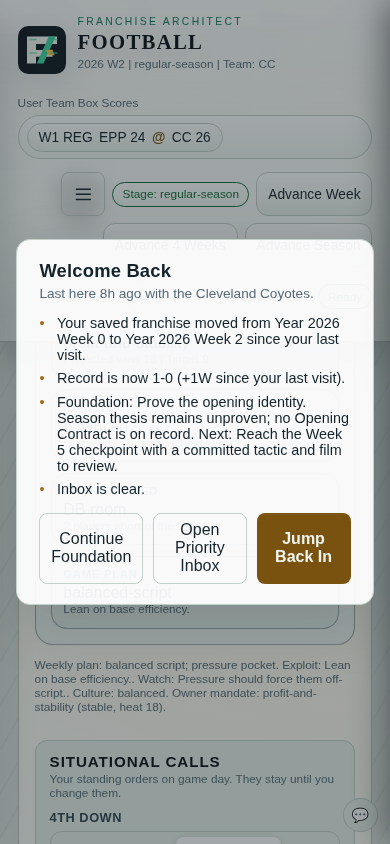 FRANCHISE ARCHITECT
FOOTBALL
2026 W2 | regular-season | Team: CC
User Team Box Scores
W1 REG EPP 24 @ CC 26
Stage: regular-season
Advance Week
Advance 4 Weeks
Advance Season
Ready
Welcome Back
Last here 8h ago with the Cleveland Coyotes.
• Your saved franchise moved from Year 2026
Week 0 to Year 2026 Week 2 since your last
visit.
• Record is now 1-0 (+1W since your last visit).
• Foundation: Prove the opening identity.
Season thesis remains unproven; no Opening
Contract is on record. Next: Reach the Week
5 checkpoint with a committed tactic and film
to review.
• Inbox is clear.
Continue
Foundation
Open
Priority
Inbox
Jump
Back In
GAME PLAN
balanced-script
Lean on base efficiency.
Weekly plan: balanced script; pressure pocket. Exploit: Lean
on base efficiency.. Watch: Pressure should force them off-
script.. Culture: balanced. Owner mandate: profit-and-
stability (stable, heat 18).
SITUATIONAL CALLS
Your standing orders on game day. They stay until you
change them.
4TH DOWN